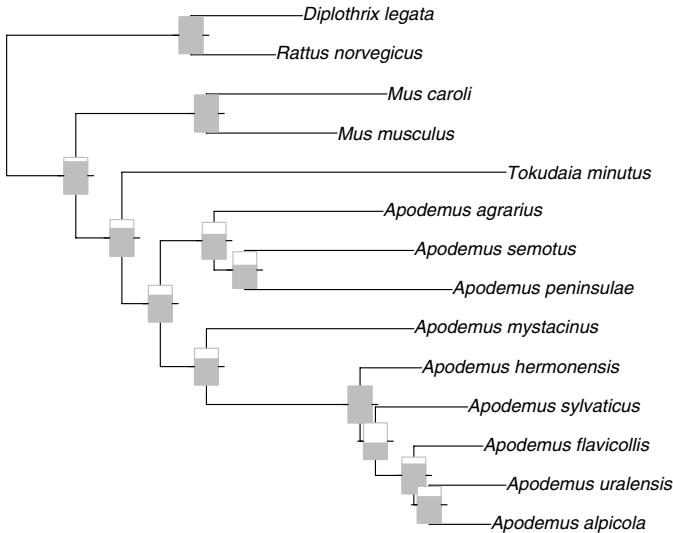 Diplothrix legata
Rattus norvegicus
Mus caroli
Mus musculus
Tokudaia minutus
Apodemus agrarius
Apodemus semotus
Apodemus peninsulae
Apodemus mystacinus
Apodemus hermonensis
Apodemus sylvaticus
Apodemus flavicollis
Apodemus uralensis
Apodemus alpicola